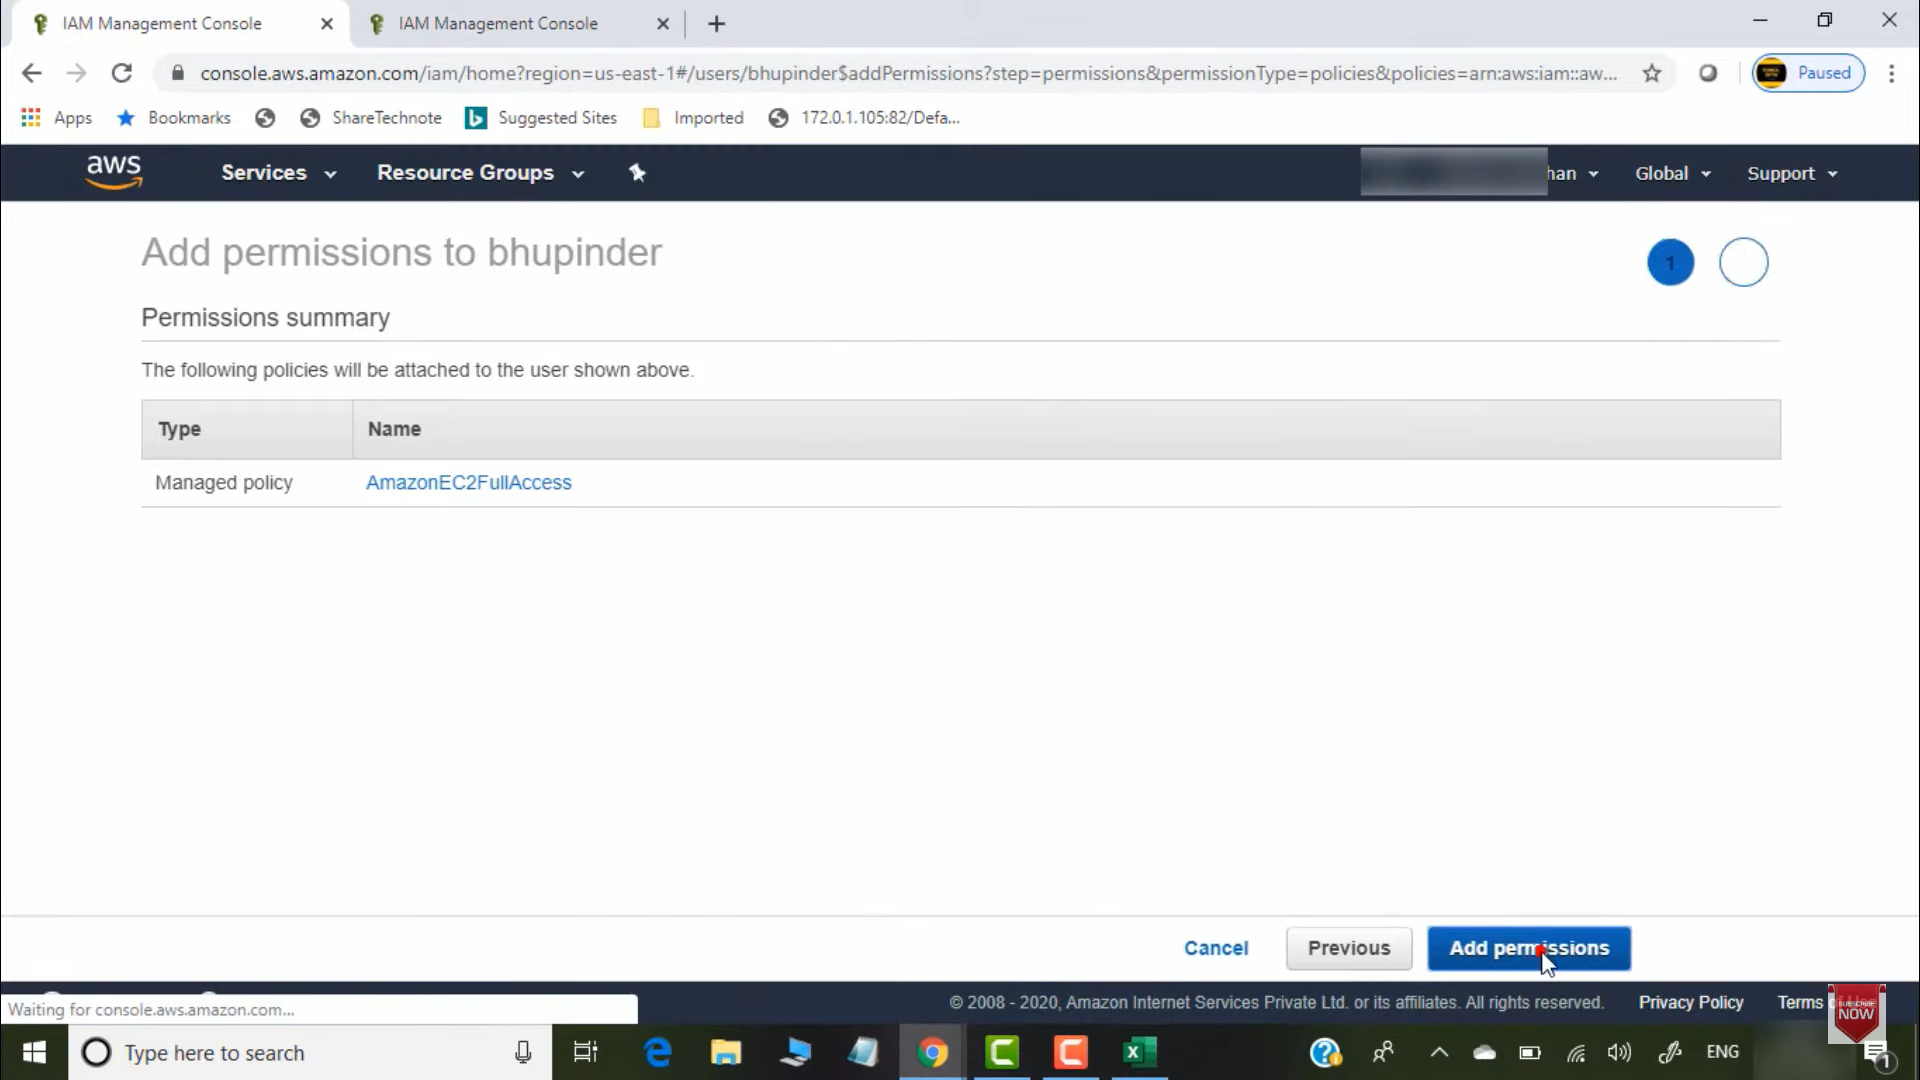 IAM Management Console
IAM Management Console
console.aws.amazon.com/iam/home?region=us-east-1#/users/bhupinder$addPermissions?step=permissions&permissionType=policies&policies=arn:aws:iam::aw...
Paused
Apps
Bookmarks
ShareTechnote
Suggested Sites
Imported
172.0.1.105:82/Defa...
aws
Services
Resource Groups
han
Global
Support
Add permissions to bhupinder
1
Permissions summary
The following policies will be attached to the user shown above.
Type
Name
Managed policy
AmazonEC2FullAccess
Cancel
Previous
Add permissions
Waiting for console.aws.amazon.com...
© 2008 - 2020, Amazon Internet Services Private Ltd. or its affiliates. All rights reserved.
Privacy Policy
Terms
SUBSCRIBE
NOW
Type here to search
ENG
1